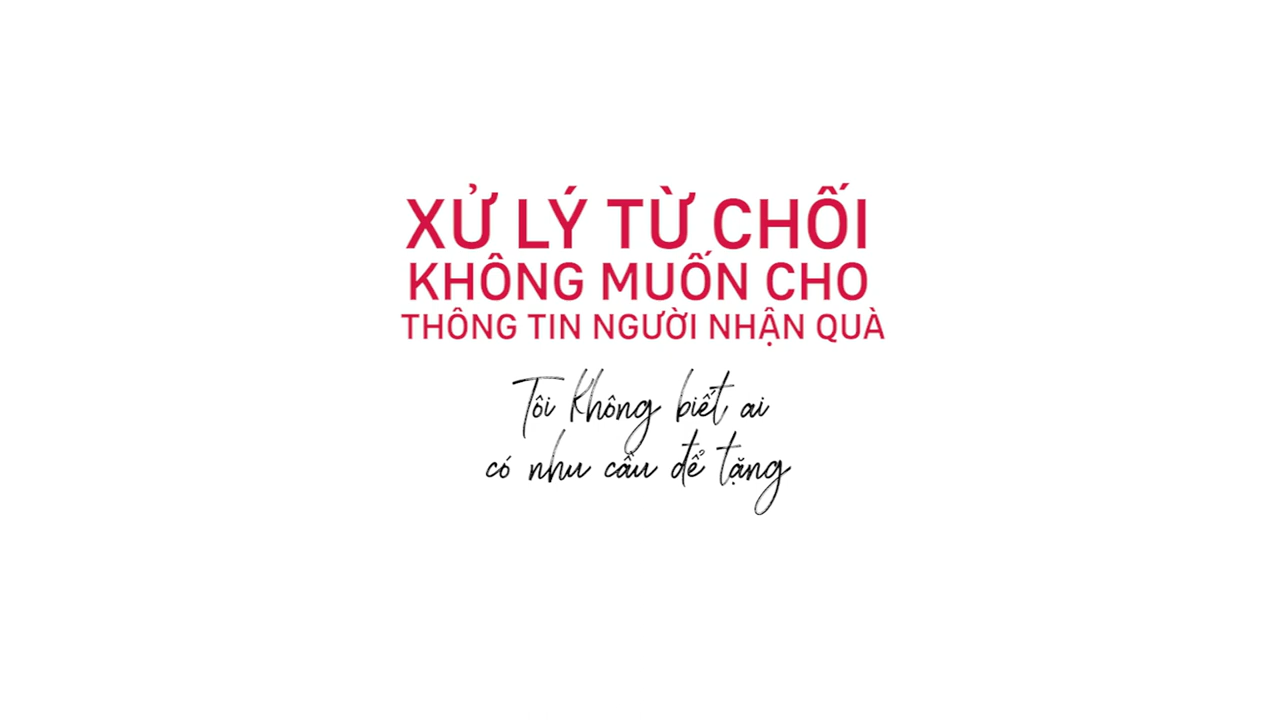 XỬ LÝ TỪ CHỐI
KHÔNG MUỐN CHO
THÔNG TIN NGƯỜI NHẬN QUÀ
Tôi Không biết ai
có nhu cầu để tặng